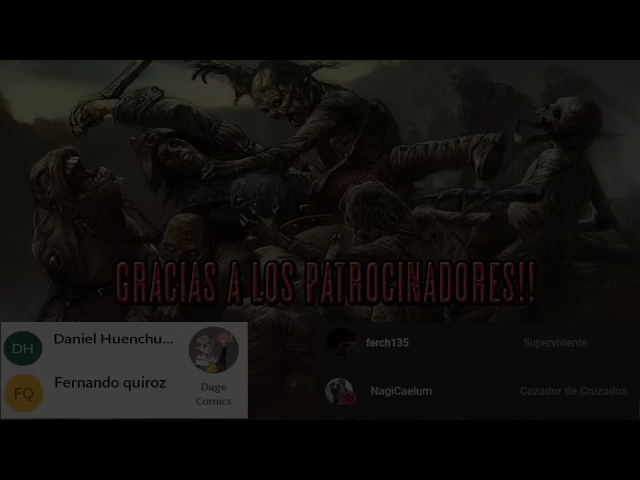 GRACIAS A LOS PATROCINADORES!!
DH Daniel Huenchu...
FQ Fernando quiroz
Dage
Comics
ferch135 Superviviente
NagiCaelum Cazador de Cruzados